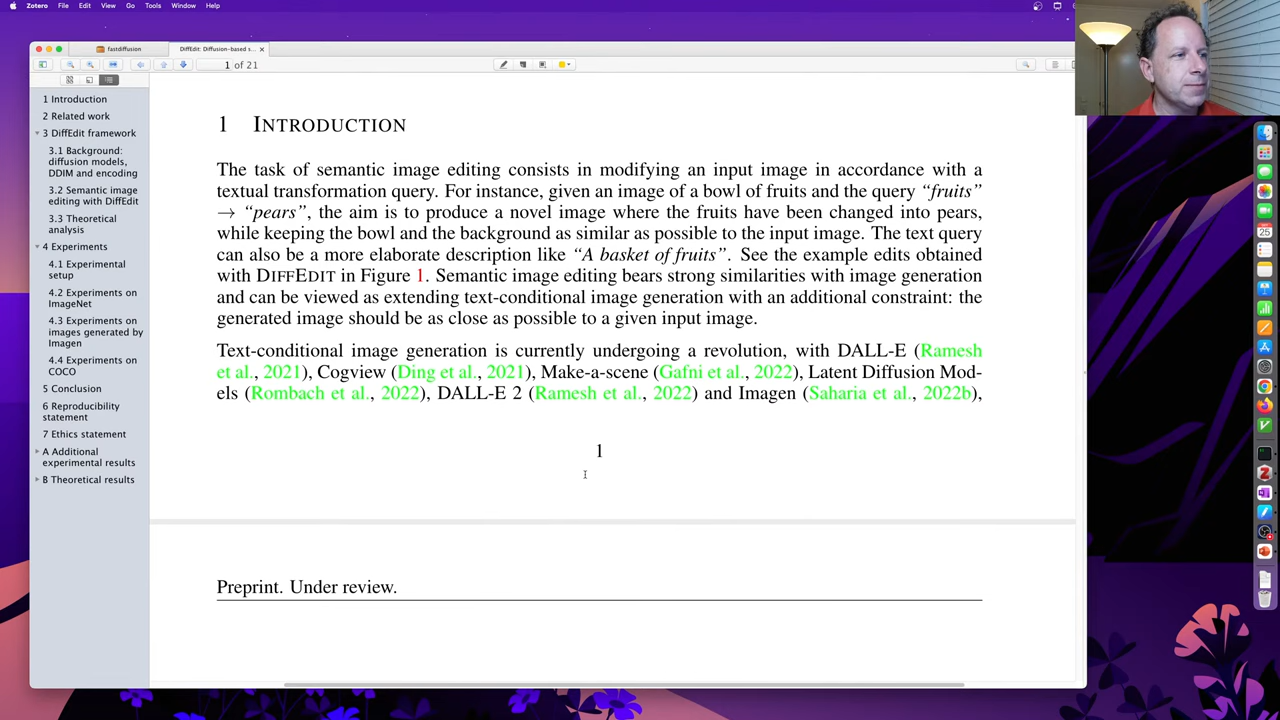 Zotero File Edit View Go Tools Window Help
fastdiffusion DiffEdit: Diffusion-based s...
1 of 21
1 Introduction
2 Related work
3 DiffEdit framework
3.1 Background:
diffusion models,
DDIM and encoding
3.2 Semantic image
editing with DiffEdit
3.3 Theoretical
analysis
4 Experiments
4.1 Experimental
setup
4.2 Experiments on
ImageNet
4.3 Experiments on
images generated by
Imagen
4.4 Experiments on
COCO
5 Conclusion
6 Reproducibility
statement
7 Ethics statement
A Additional
experimental results
B Theoretical results
1 INTRODUCTION
The task of semantic image editing consists in modifying an input image in accordance with a
textual transformation query. For instance, given an image of a bowl of fruits and the query “fruits”
→ “pears”, the aim is to produce a novel image where the fruits have been changed into pears,
while keeping the bowl and the background as similar as possible to the input image. The text query
can also be a more elaborate description like “A basket of fruits”. See the example edits obtained
with DIFFEDIT in Figure 1. Semantic image editing bears strong similarities with image generation
and can be viewed as extending text-conditional image generation with an additional constraint: the
generated image should be as close as possible to a given input image.
Text-conditional image generation is currently undergoing a revolution, with DALL-E (Ramesh
et al., 2021), Cogview (Ding et al., 2021), Make-a-scene (Gafni et al., 2022), Latent Diffusion Mod-
els (Rombach et al., 2022), DALL-E 2 (Ramesh et al., 2022) and Imagen (Saharia et al., 2022b),
1
Preprint. Under review.
25